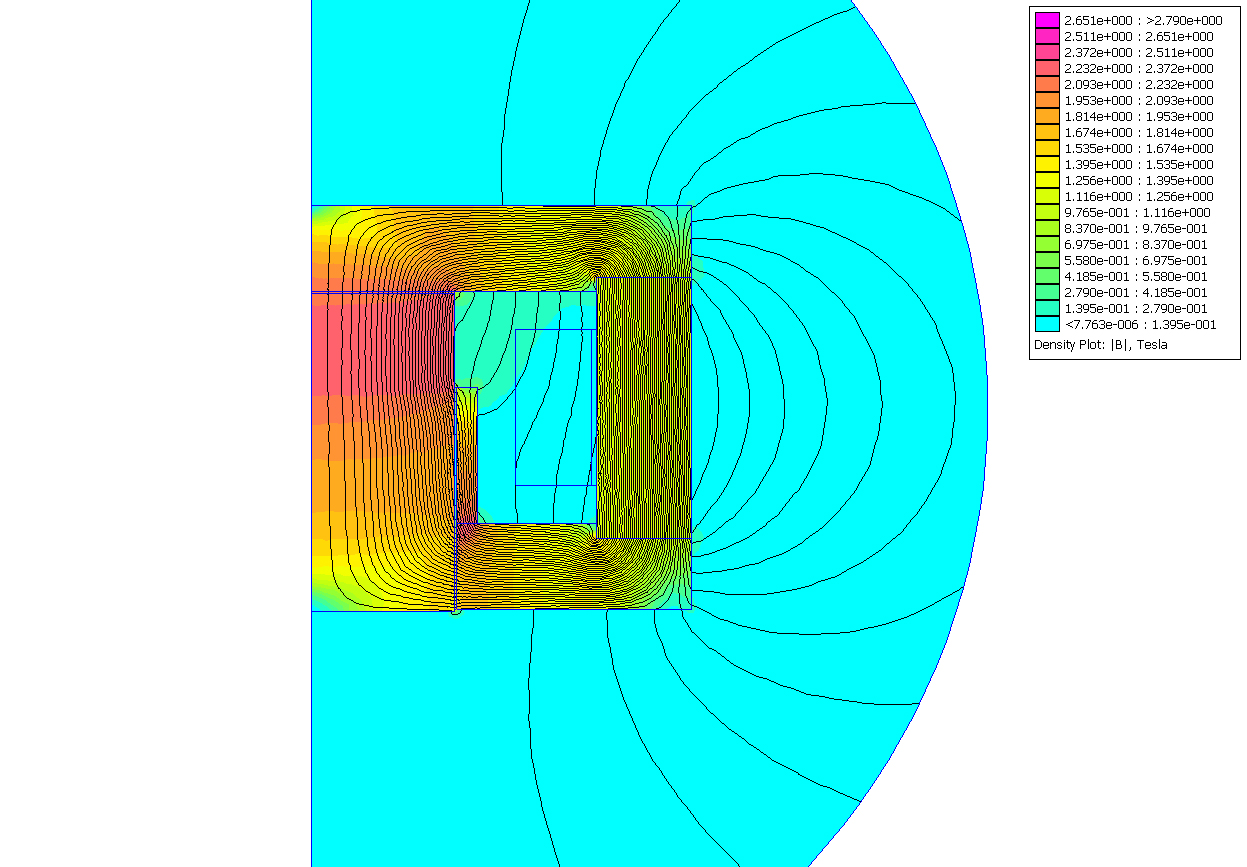 2.651e+000 : >2.790e+000
2.511e+000 : 2.651e+000
2.372e+000 : 2.511e+000
2.232e+000 : 2.372e+000
2.093e+000 : 2.232e+000
1.953e+000 : 2.093e+000
1.814e+000 : 1.953e+000
1.674e+000 : 1.814e+000
1.535e+000 : 1.674e+000
1.395e+000 : 1.535e+000
1.256e+000 : 1.395e+000
1.116e+000 : 1.256e+000
9.765e-001 : 1.116e+000
8.370e-001 : 9.765e-001
6.975e-001 : 8.370e-001
5.580e-001 : 6.975e-001
4.185e-001 : 5.580e-001
2.790e-001 : 4.185e-001
1.395e-001 : 2.790e-001
<7.763e-006 : 1.395e-001
Density Plot: |B|, Tesla